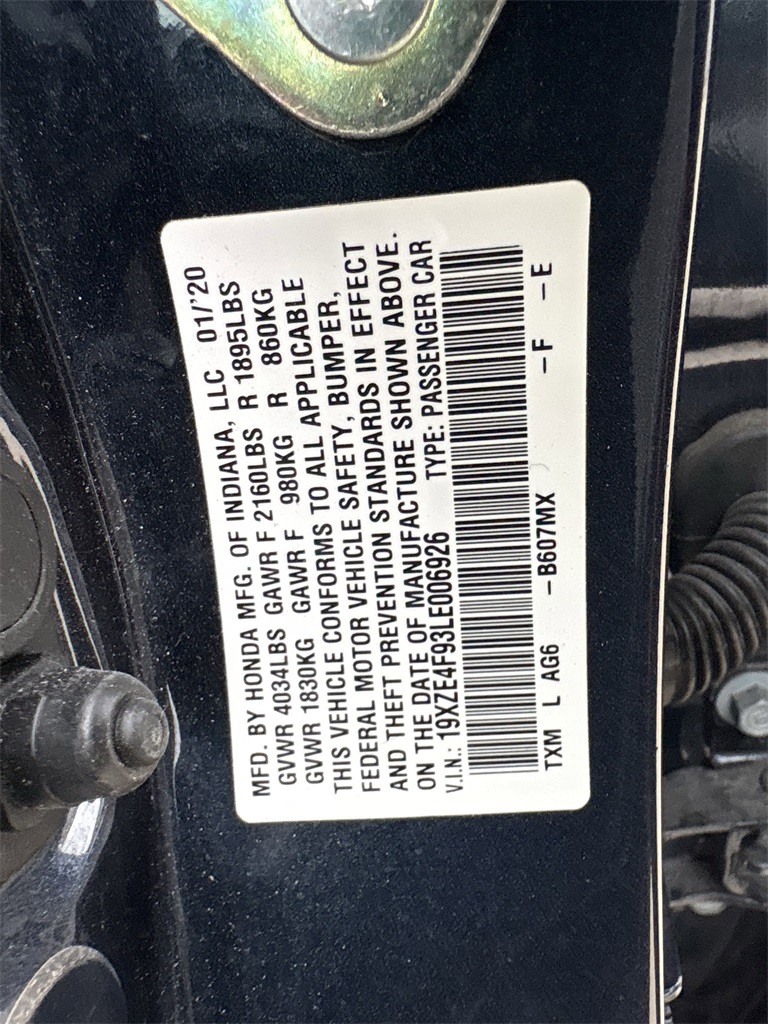 MFD. BY HONDA MFG. OF INDIANA, LLC 01/'20
GVWR 4034LBS GAWR F 2160LBS R 1895LBS
GVWR 1830KG GAWR F 980KG R 860KG
THIS VEHICLE CONFORMS TO ALL APPLICABLE
FEDERAL MOTOR VEHICLE SAFETY, BUMPER,
AND THEFT PREVENTION STANDARDS IN EFFECT
ON THE DATE OF MANUFACTURE SHOWN ABOVE.
V.I.N.: 19XZE4F93LE006926 TYPE: PASSENGER CAR
TXM L AG6 -B607MX -F -E